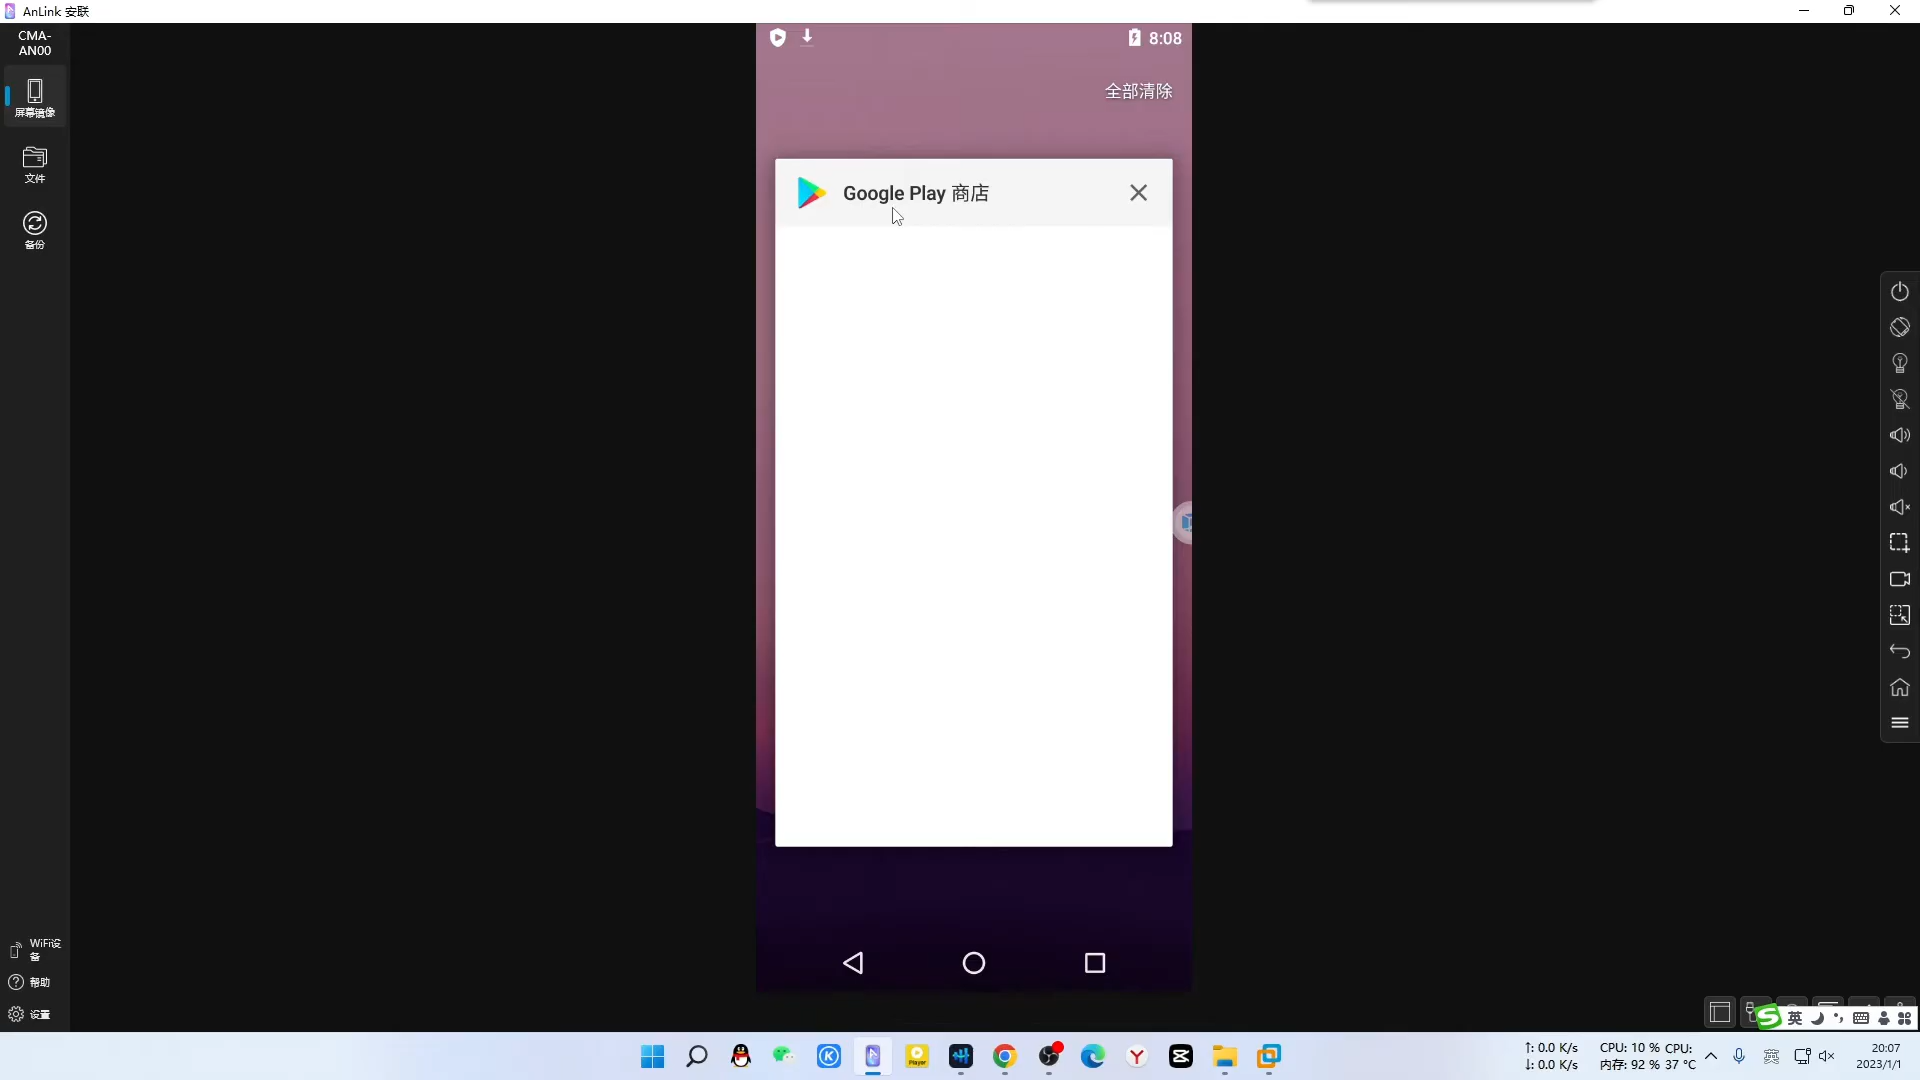 AnLink 安联
CMA-
AN00
屏幕镜像
文件
备份
8:08
全部清除
Google Play 商店
WiFi设
备
帮助
设置
英
Player
↑: 0.0 K/s
↓: 0.0 K/s
CPU: 10 % CPU:
内存: 92 % 37 °C
英
20:07
2023/1/1